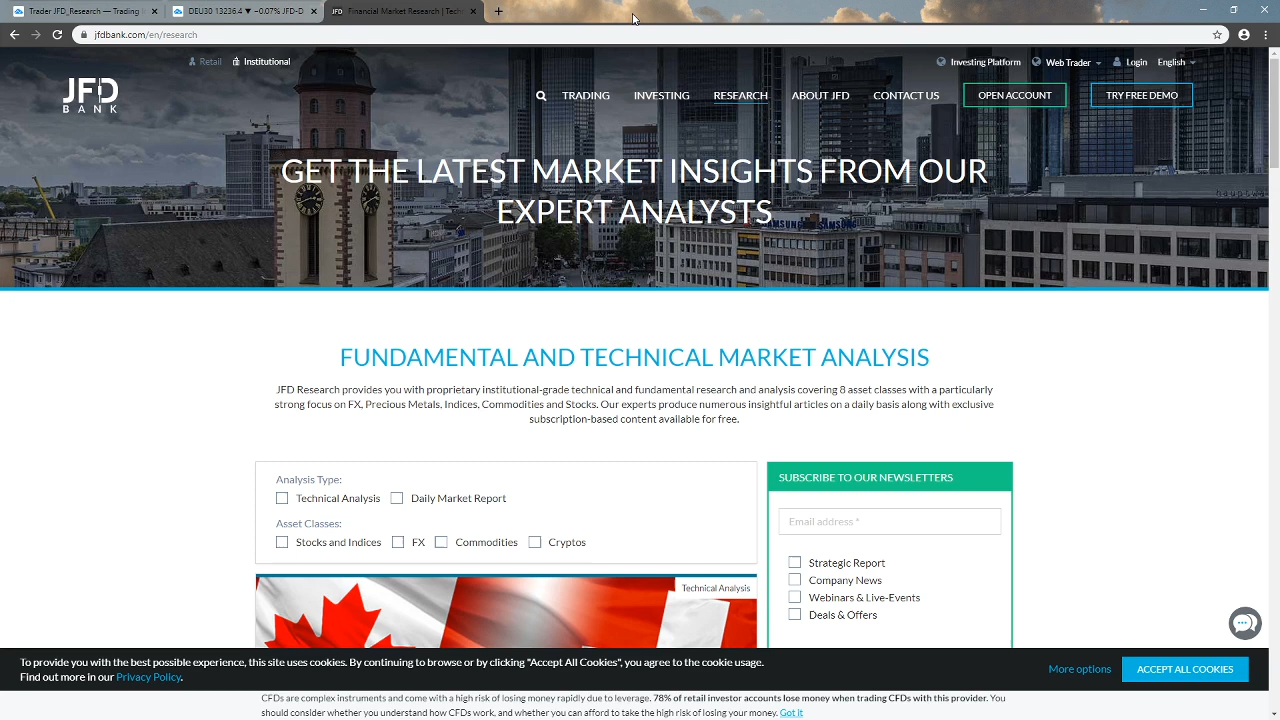 Trader JFD_Research — Trading i
DEU30 13236.4 ▼ −0.07% JFD-D
Financial Market Research | Tech
jfdbank.com/en/research
Retail
Institutional
Investing Platform
Web Trader
Login
English
JFD
BANK
TRADING
INVESTING
RESEARCH
ABOUT JFD
CONTACT US
OPEN ACCOUNT
TRY FREE DEMO
GET THE LATEST MARKET INSIGHTS FROM OUR
EXPERT ANALYSTS
SAMSUNG
SAMSUNG
FUNDAMENTAL AND TECHNICAL MARKET ANALYSIS
JFD Research provides you with proprietary institutional-grade technical and fundamental research and analysis covering 8 asset classes with a particularly
strong focus on FX, Precious Metals, Indices, Commodities and Stocks. Our experts produce numerous insightful articles on a daily basis along with exclusive
subscription-based content available for free.
Analysis Type:
Technical Analysis
Daily Market Report
Asset Classes:
Stocks and Indices
FX
Commodities
Cryptos
Technical Analysis
SUBSCRIBE TO OUR NEWSLETTERS
Email address *
Strategic Report
Company News
Webinars & Live-Events
Deals & Offers
To provide you with the best possible experience, this site uses cookies. By continuing to browse or by clicking "Accept All Cookies", you agree to the cookie usage.
Find out more in our Privacy Policy.
More options
ACCEPT ALL COOKIES
CFDs are complex instruments and come with a high risk of losing money rapidly due to leverage. 78% of retail investor accounts lose money when trading CFDs with this provider. You
should consider whether you understand how CFDs work, and whether you can afford to take the high risk of losing your money. Got it